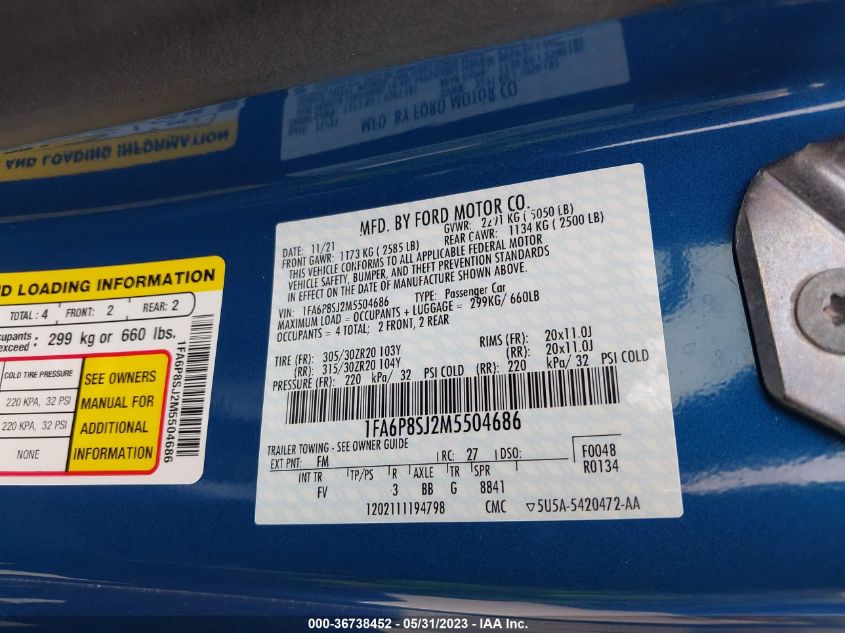 ND LOADING INFORMATION
TOTAL: 4 FRONT: 2 REAR: 2
299 kg or 660 lbs.
COLD TIRE PRESSURE
220 KPA, 32 PSI
220 KPA, 32 PSI
NONE
SEE OWNERS
MANUAL FOR
ADDITIONAL
INFORMATION
1FA6P8SJ2M5504686
MFD. BY FORD MOTOR CO.
DATE: 11/21 GVWR: 2291 KG ( 5050 LB)
FRONT GAWR: 1173 KG ( 2585 LB) REAR GAWR: 1134 KG ( 2500 LB)
THIS VEHICLE CONFORMS TO ALL APPLICABLE FEDERAL MOTOR
VEHICLE SAFETY, BUMPER, AND THEFT PREVENTION STANDARDS
IN EFFECT ON THE DATE OF MANUFACTURE SHOWN ABOVE.
VIN: 1FA6P8SJ2M5504686 TYPE: Passenger Car
MAXIMUM LOAD = OCCUPANTS + LUGGAGE = 299KG/ 660LB
OCCUPANTS = 4 TOTAL; 2 FRONT, 2 REAR
TIRE (FR): 305/30ZR20 103Y RIMS (FR): 20x11.0J
(RR): 315/30ZR20 104Y (RR): 20x11.0J
PRESSURE (FR): 220 kPa/ 32 PSI COLD (RR): 220 kPa/ 32 PSI COLD
1FA6P8SJ2M5504686
TRAILER TOWING - SEE OWNER GUIDE
EXT PNT: FM RC: 27 DSO: F0048
R0134
INT TR TP/PS R AXLE TR SPR
FV 3 BB G 8841
1202111194798 CMC ▽5U5A-5420472-AA
000-36738452 - 05/31/2023 - IAA Inc.